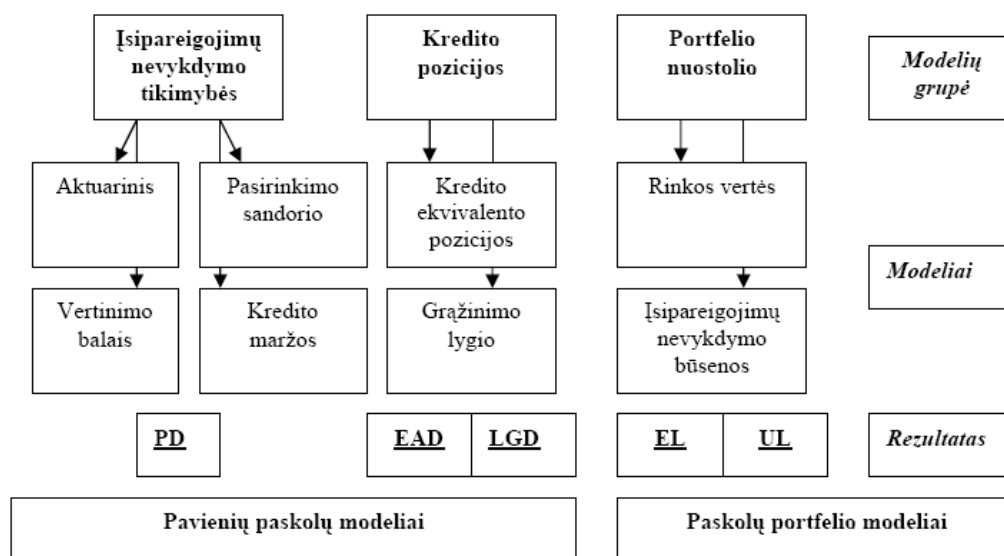 Įsipareigojimų
nevykdymo
tikimybės
Kredito
pozicijos
Portfelio
nuostolio
Modelių
grupė
Aktuarinis
Pasirinkimo
sandorio
Kredito
ekvivalento
pozicijos
Rinkos vertės
Modeliai
Vertinimo
balais
Kredito
maržos
Grąžinimo
lygio
Įsipareigojimų
nevykdymo
būsenos
PD
EAD
LGD
EL
UL
Rezultatas
Pavienių paskolų modeliai
Paskolų portfelio modeliai